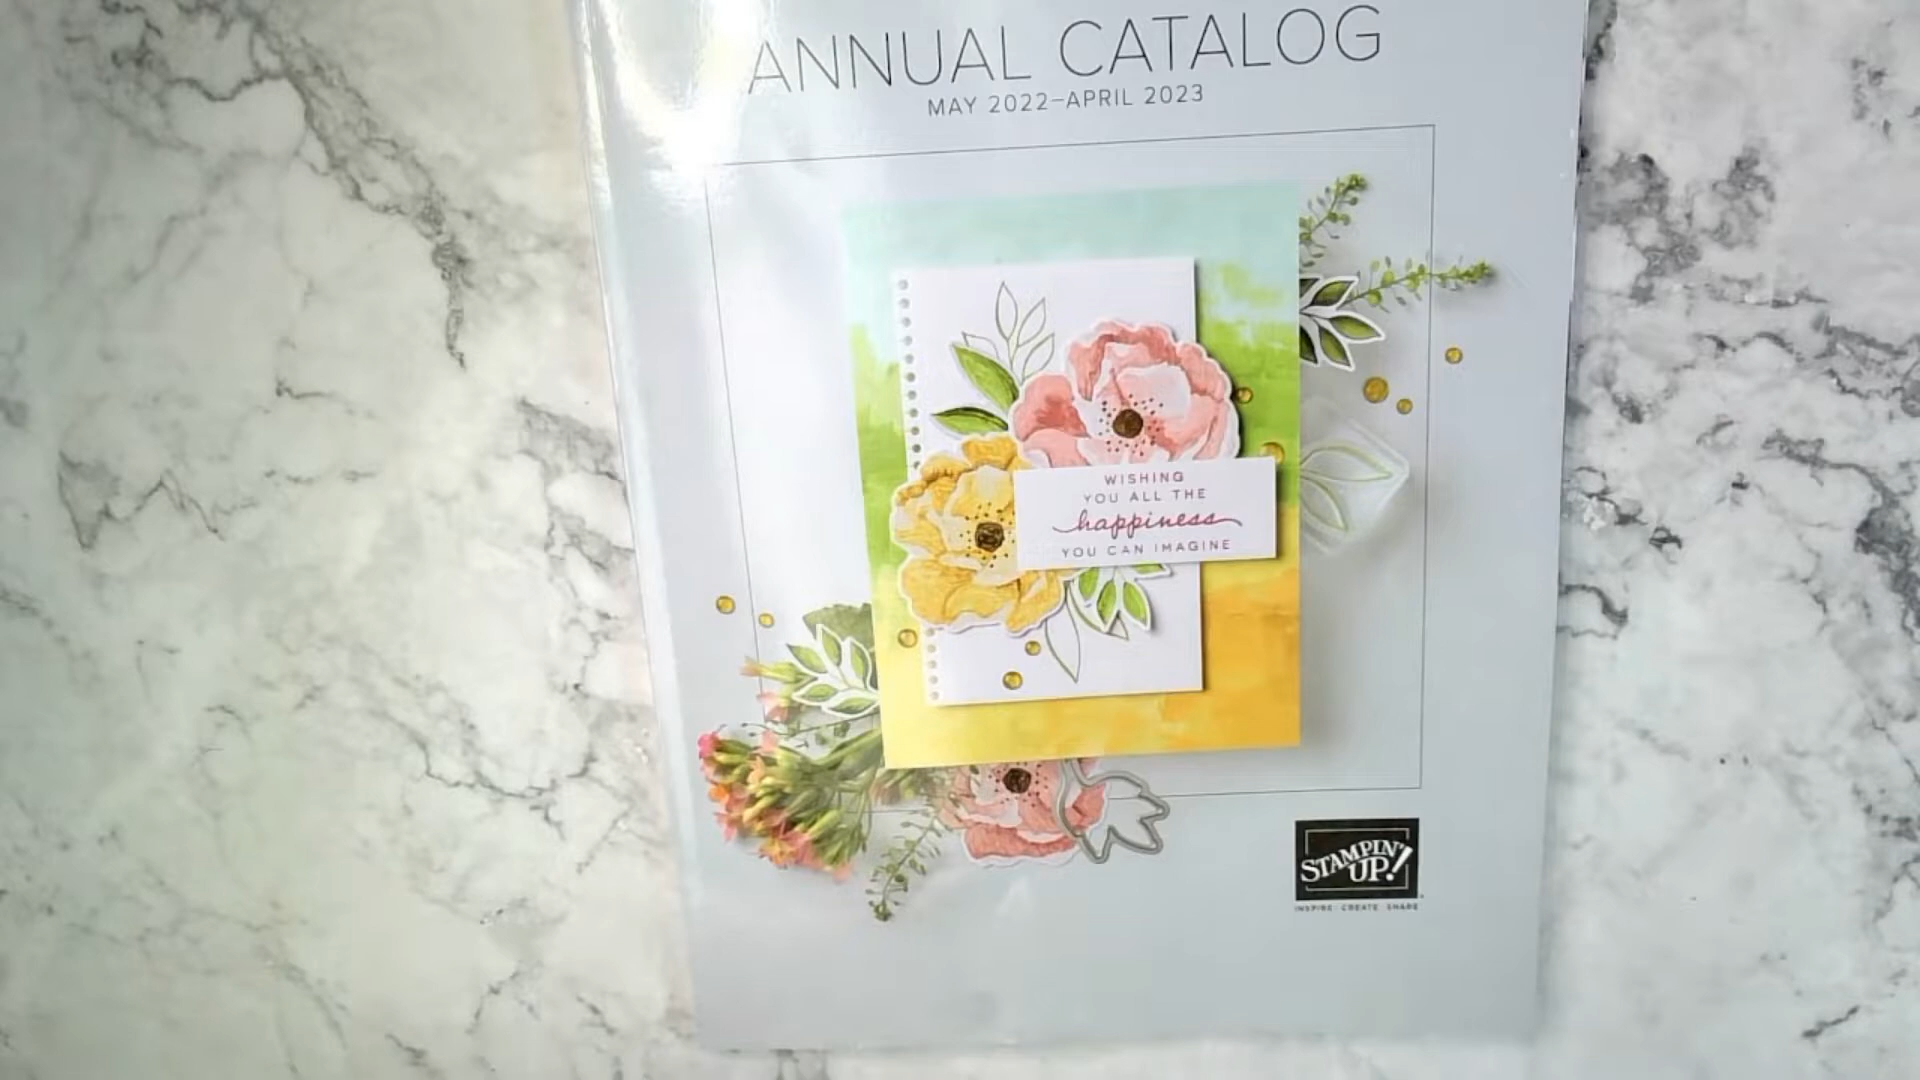 ANNUAL CATALOG
MAY 2022–APRIL 2023
WISHING
YOU ALL THE
happiness
YOU CAN IMAGINE
STAMPIN'
UP!
INSPIRE CREATE SHARE